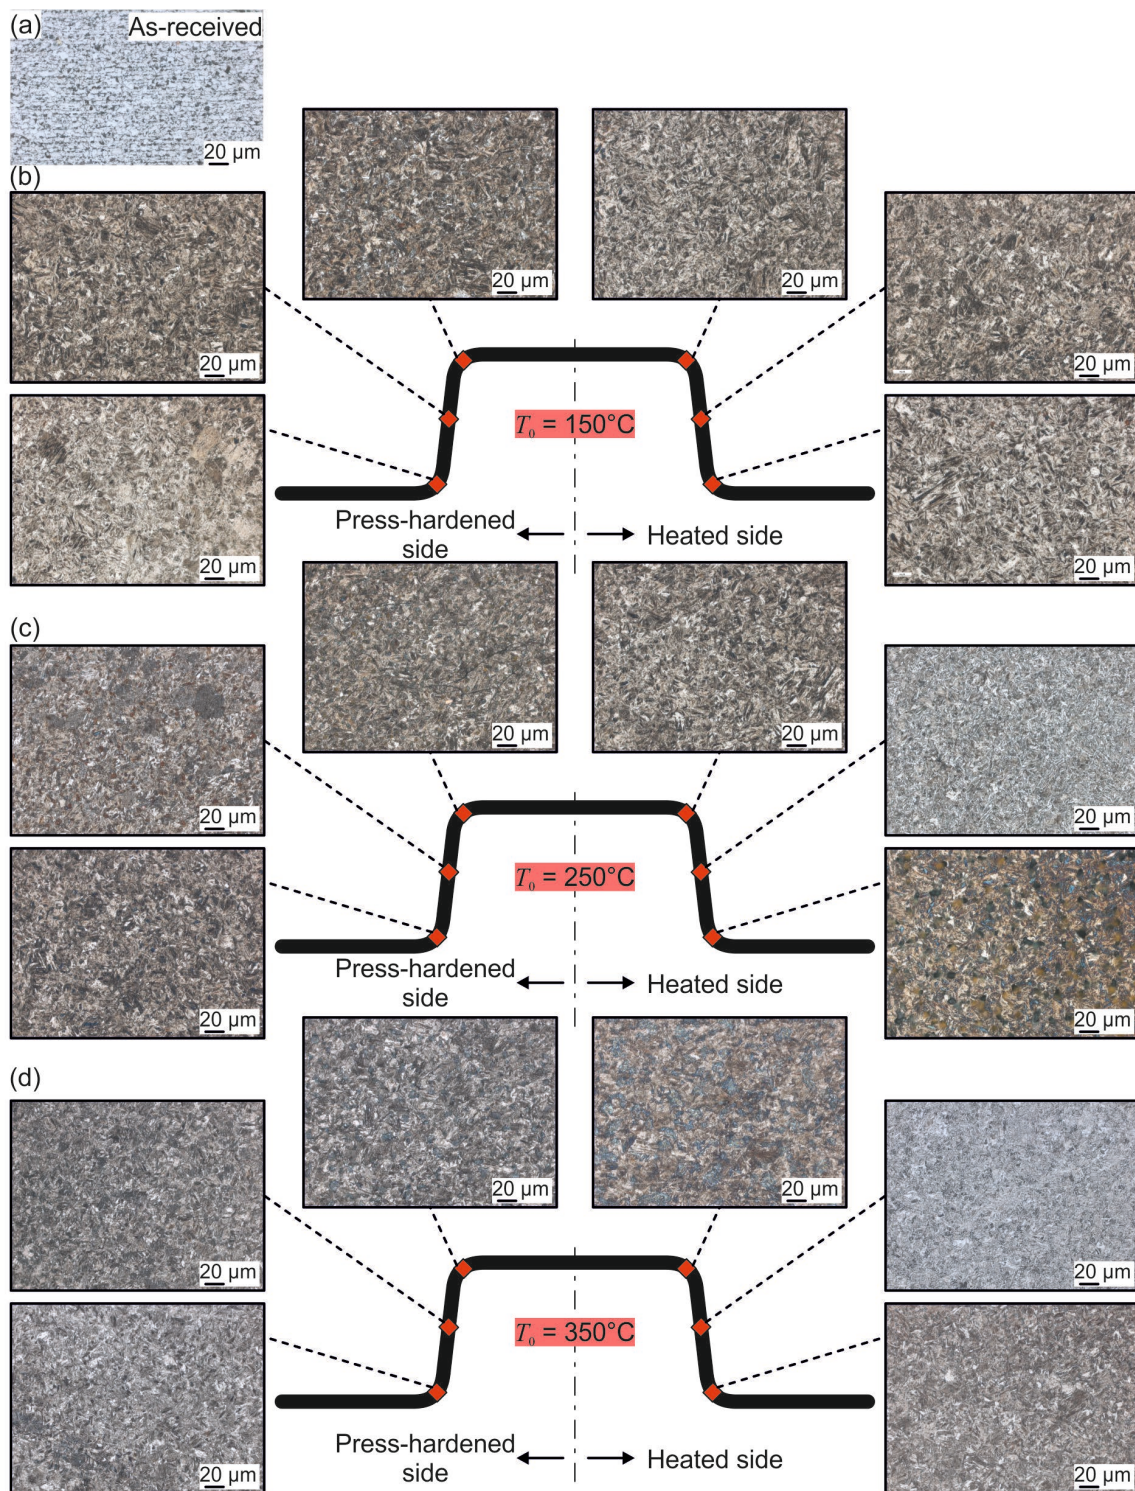 (a)
As-received
20 µm
(b)
20 µm
20 µm
20 µm
20 µm
20 µm
20 µm
T₀ = 150°C
Press-hardened
side
Heated side
(c)
20 µm
20 µm
20 µm
20 µm
20 µm
20 µm
T₀ = 250°C
Press-hardened
side
Heated side
(d)
20 µm
20 µm
20 µm
20 µm
20 µm
20 µm
T₀ = 350°C
Press-hardened
side
Heated side